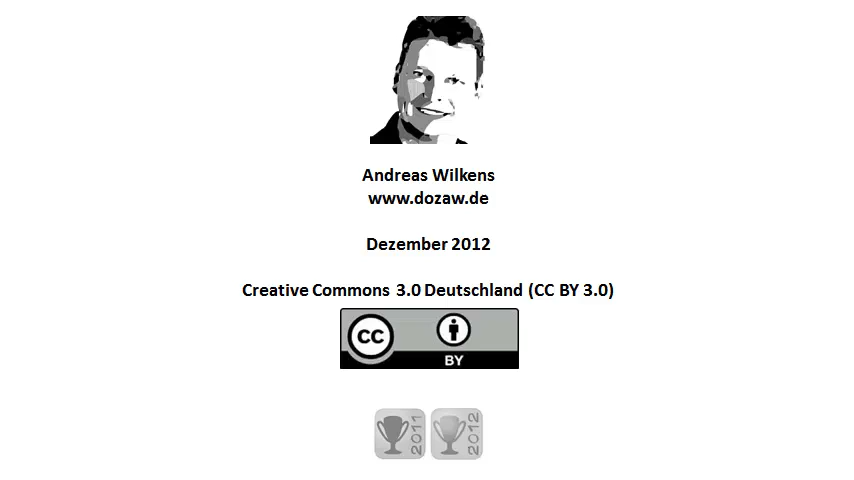 Andreas Wilkens
www.dozaw.de
Dezember 2012
Creative Commons 3.0 Deutschland (CC BY 3.0)
CC
BY
2011
2012